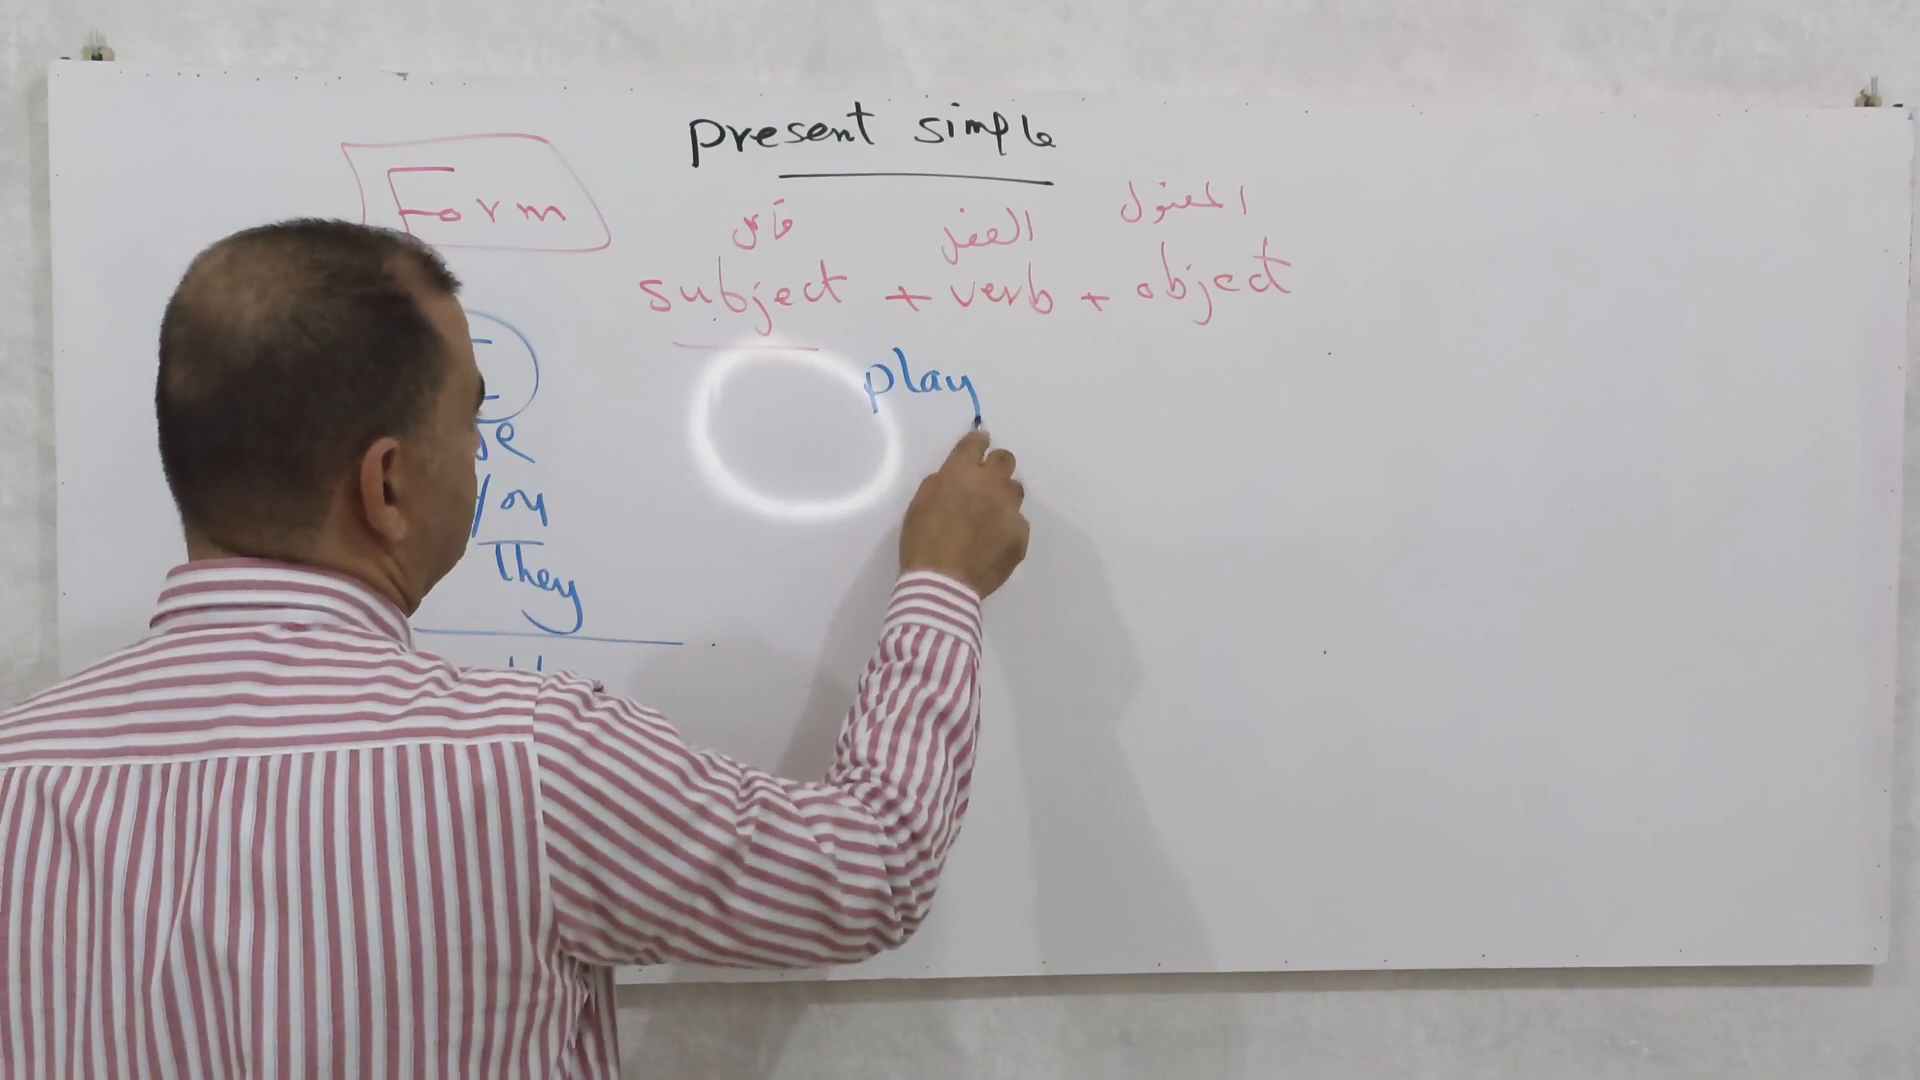 present simple
Form
فاعل الفعل المفعول
subject + verb + object
I
play
we
you
They